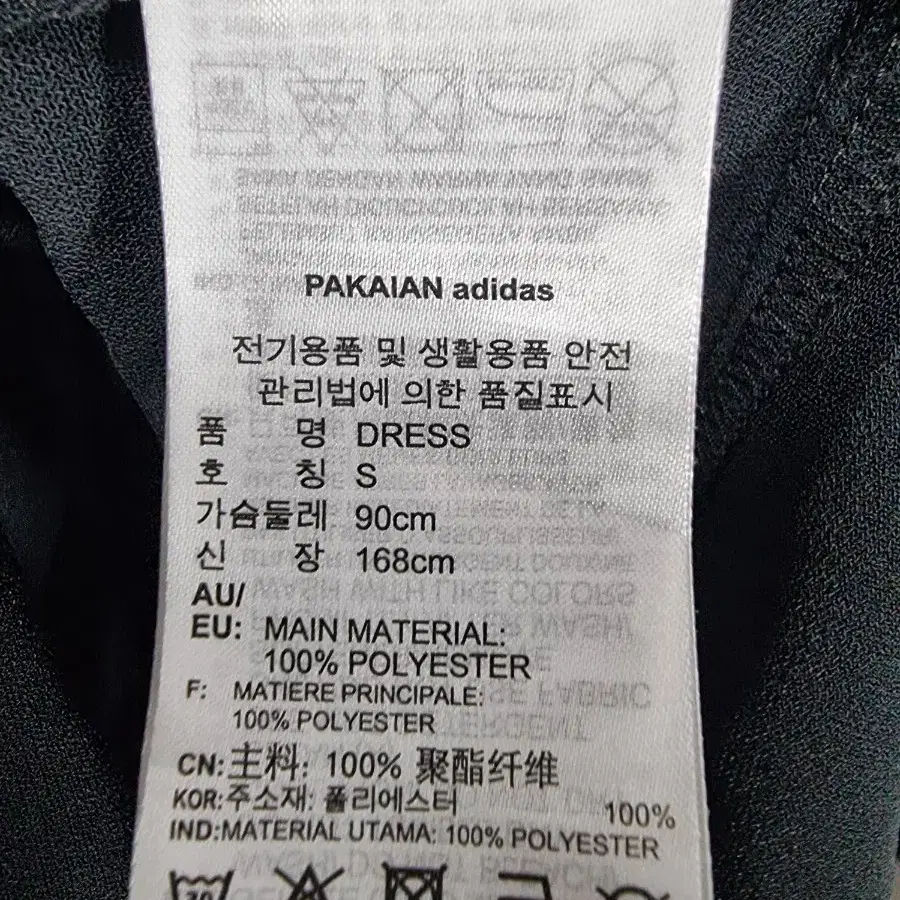 PAKAIAN adidas
전기용품 및 생활용품 안전
관리법에 의한 품질표시
품 명 DRESS
호 칭 S
가슴둘레 90cm
신 장 168cm
AU/
EU: MAIN MATERIAL:
100% POLYESTER
F: MATIERE PRINCIPALE:
100% POLYESTER
CN:主料: 100% 聚酯纤维
KOR:주소재: 폴리에스터 100%
IND:MATERIAL UTAMA: 100% POLYESTER
30